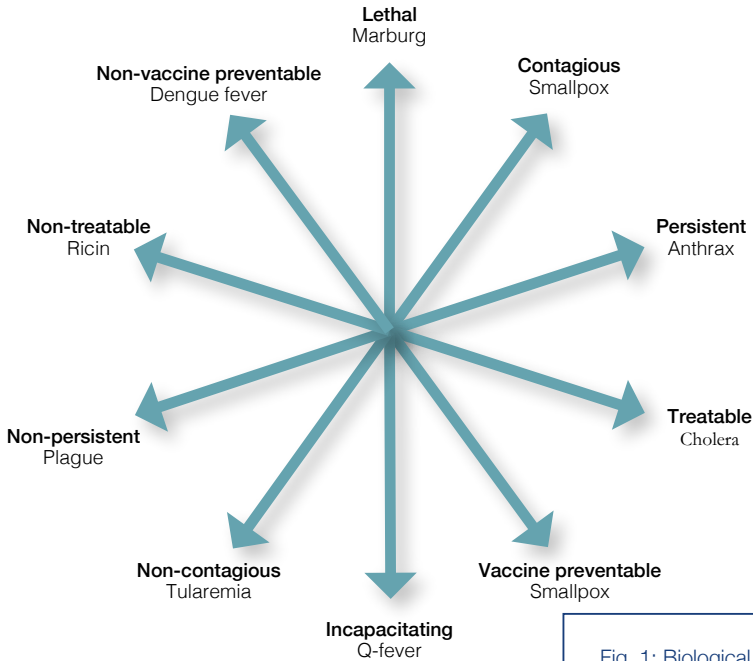 Lethal
Marburg
Contagious
Smallpox
Non-vaccine preventable
Dengue fever
Non-treatable
Ricin
Persistent
Anthrax
Non-persistent
Plague
Treatable
Cholera
Non-contagious
Tularemia
Vaccine preventable
Smallpox
Incapacitating
Q-fever
Fig. 1: Biological